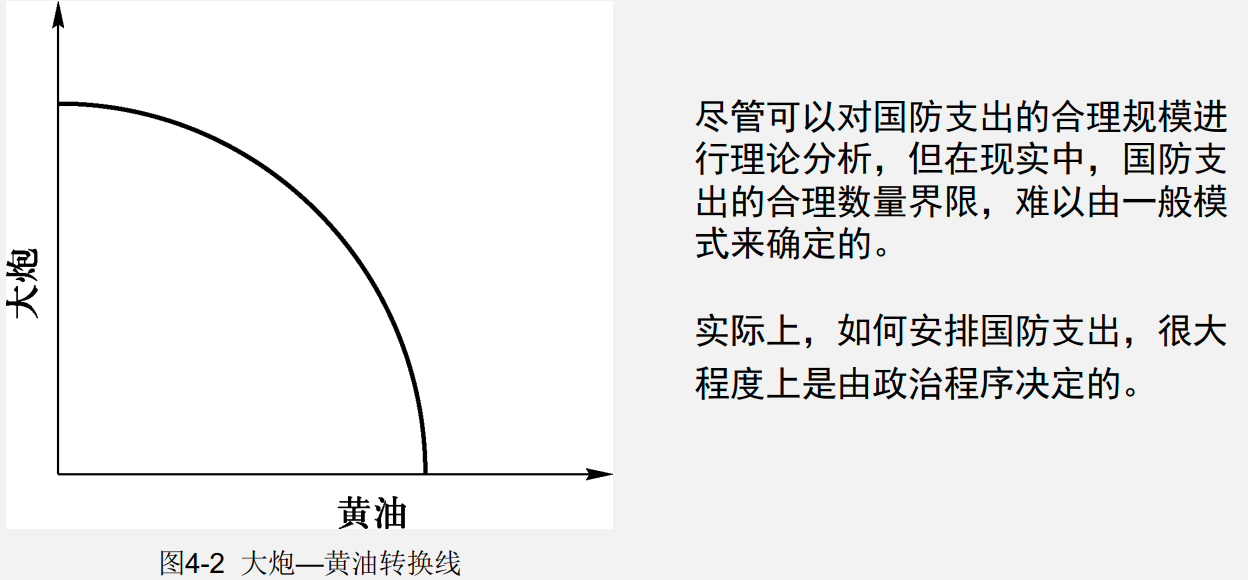 大炮
黄油
图4-2 大炮—黄油转换线
尽管可以对国防支出的合理规模进
行理论分析，但在现实中，国防支
出的合理数量界限，难以由一般模
式来确定的。
实际上，如何安排国防支出，很大
程度上是由政治程序决定的。